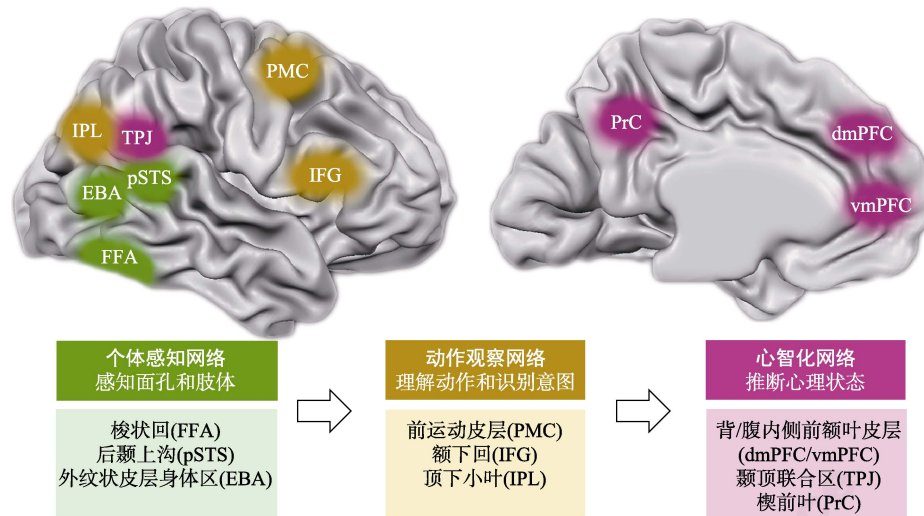 PMC
IPL
TPJ
pSTS
EBA
IFG
FFA
PrC
dmPFC
vmPFC
个体感知网络
感知面孔和肢体
梭状回(FFA)
后颞上沟(pSTS)
外纹状皮层身体区(EBA)
动作观察网络
理解动作和识别意图
前运动皮层(PMC)
额下回(IFG)
顶下小叶(IPL)
心智化网络
推断心理状态
背/腹内侧前额叶皮层
(dmPFC/vmPFC)
颞顶联合区(TPJ)
楔前叶(PrC)